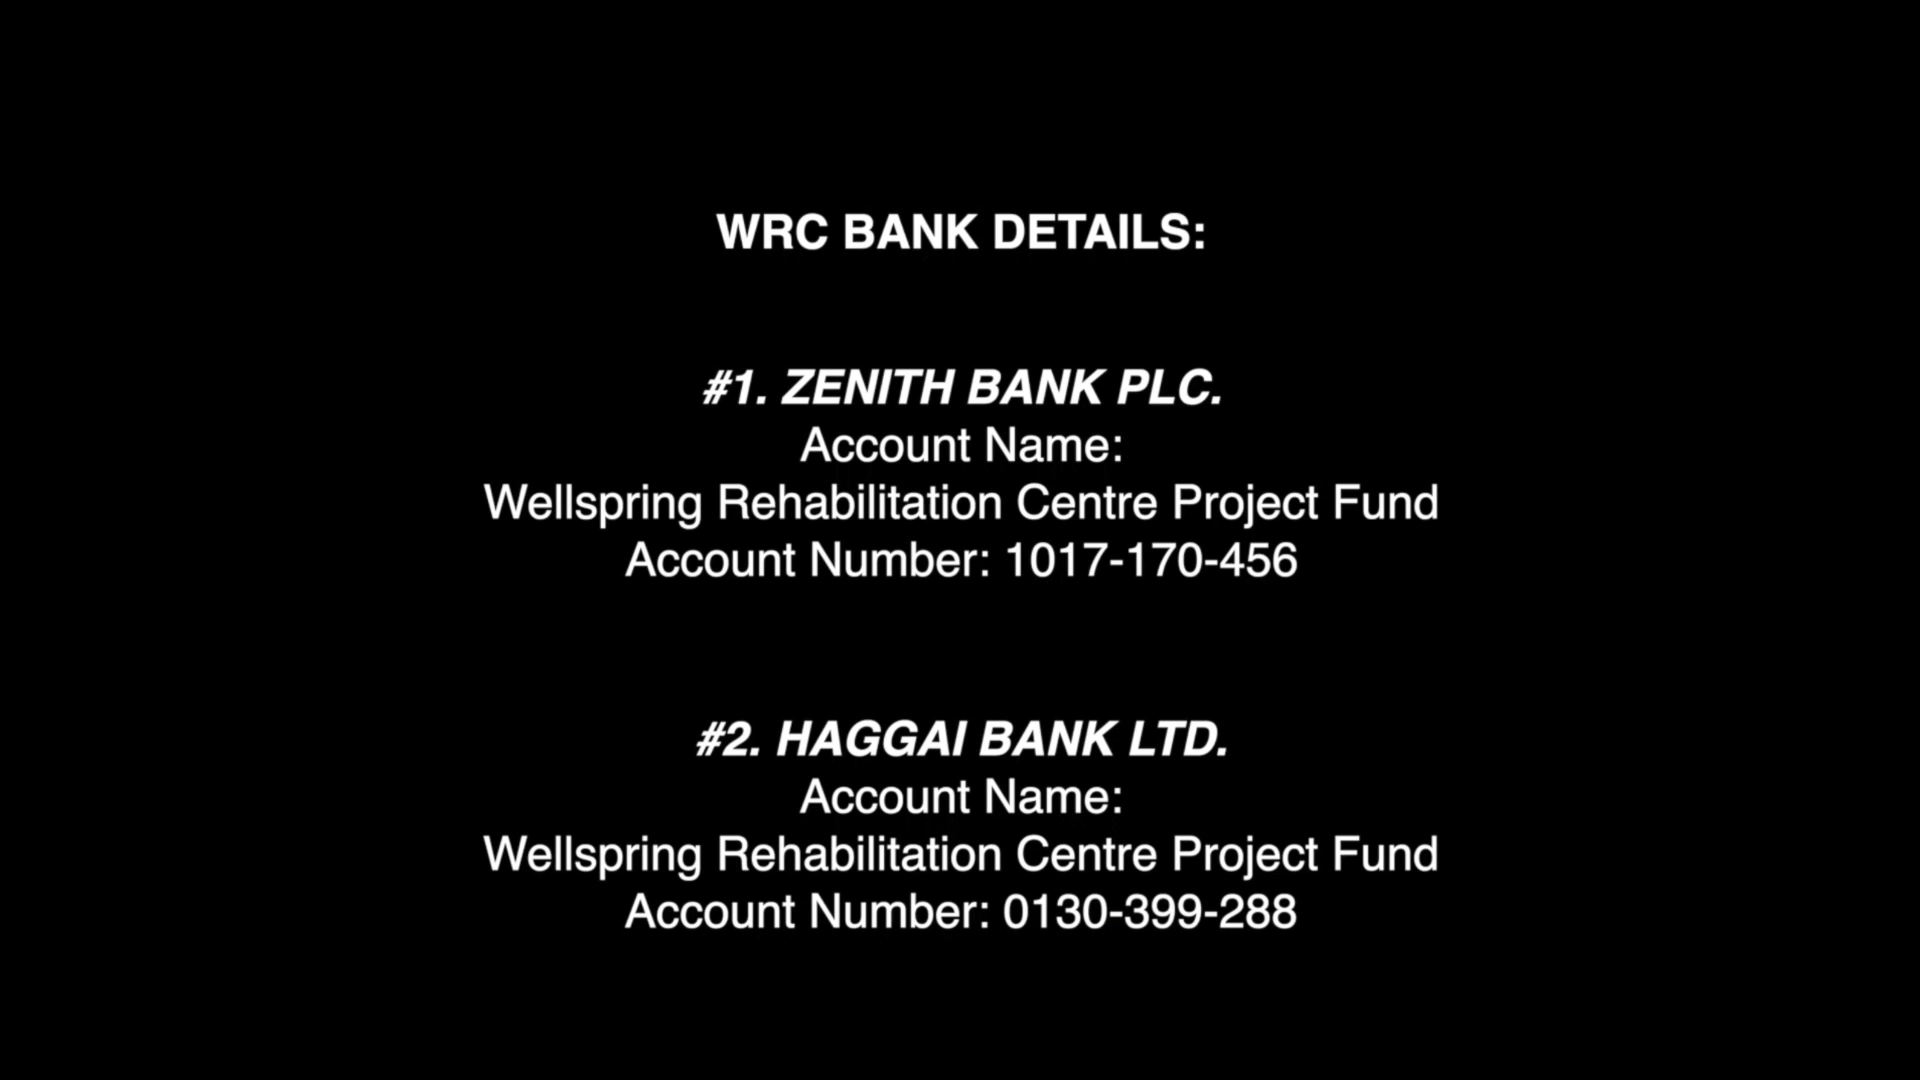 WRC BANK DETAILS:
#1. ZENITH BANK PLC.
Account Name:
Wellspring Rehabilitation Centre Project Fund
Account Number: 1017-170-456
#2. HAGGAI BANK LTD.
Account Name:
Wellspring Rehabilitation Centre Project Fund
Account Number: 0130-399-288